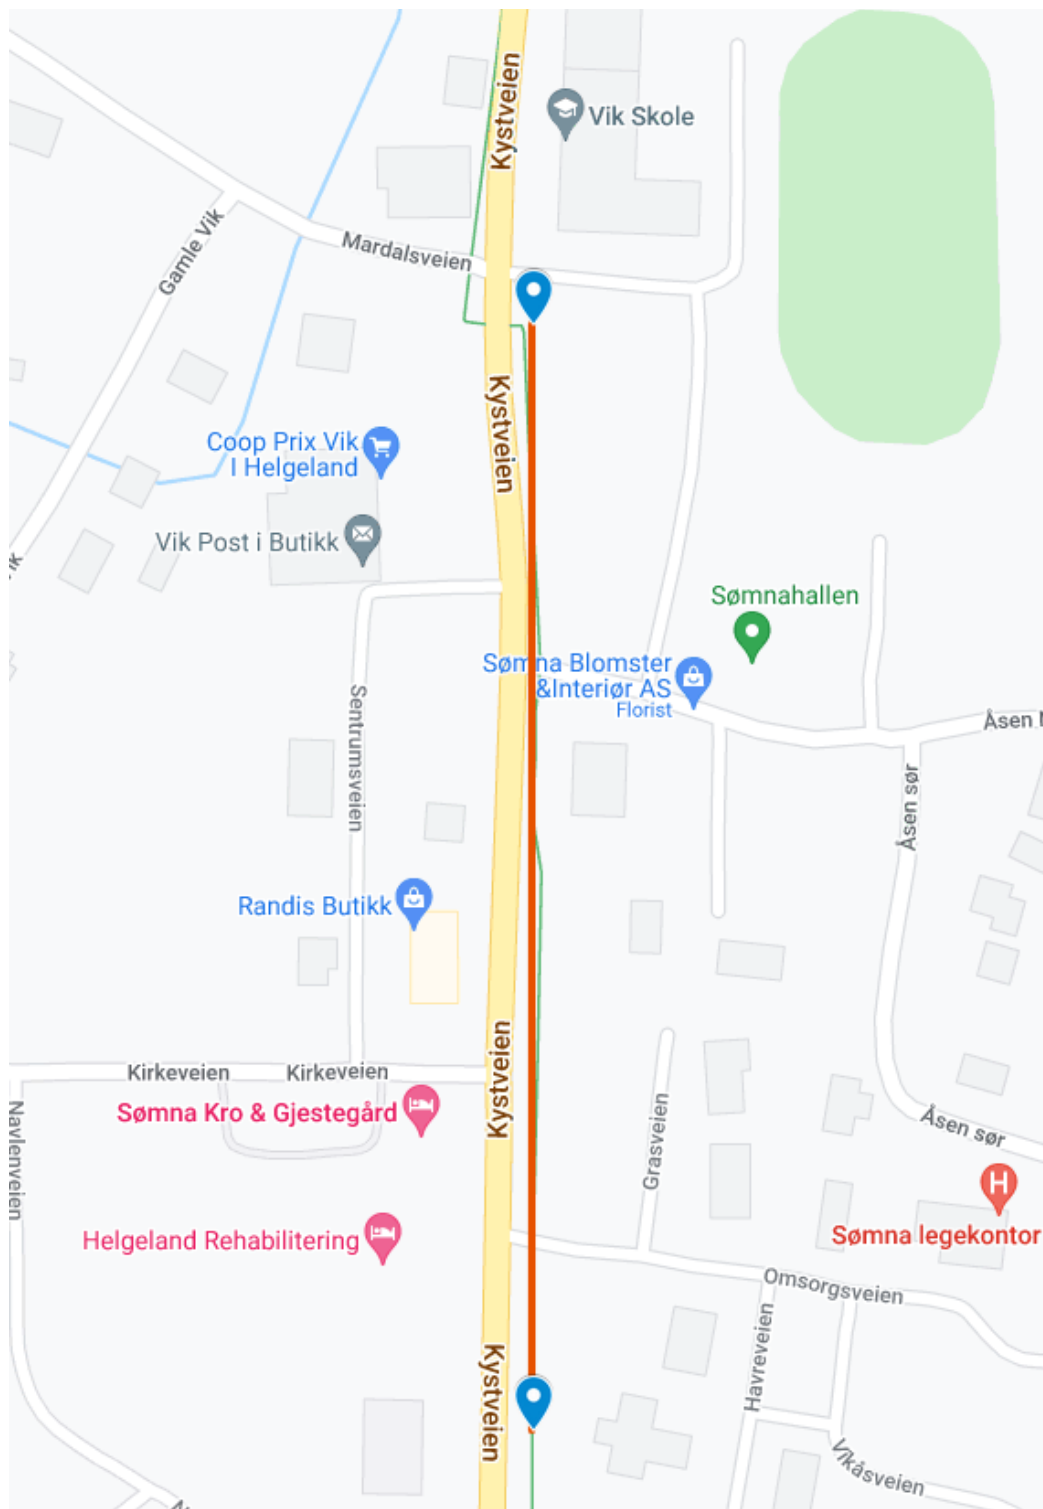 Kystveien
Vik Skole
Gamle Vik
Mardalsveien
Kystveien
Coop Prix Vik
I Helgeland
Vik Post i Butikk
Sømnahallen
Sømna Blomster
&Interiør AS
Florist
Sentrumsveien
Åsen
Åsen sør
Randis Butikk
Kystveien
Kirkeveien
Kirkeveien
Sømna Kro & Gjestegård
Navlenveien
Grasveien
Åsen sør
H
Sømna legekontor
Helgeland Rehabilitering
Omsorgsveien
Havreveien
Kystveien
Vikåsveien